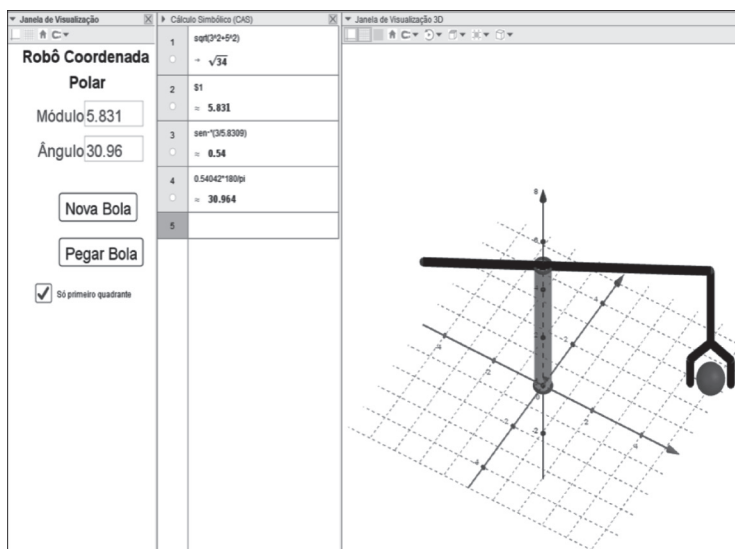 Janela de Visualização
Robô Coordenada
Polar
Módulo 5.831
Ângulo 30.96
Nova Bola
Pegar Bola
Só primeiro quadrante
Cálculo Simbólico (CAS)
1 sqrt(3^2+5^2)
→ √34
2 $1
≈ 5.831
3 sen⁻¹(3/5.8309)
≈ 0.54
4 0.54042*180/pi
≈ 30.964
5
Janela de Visualização 3D